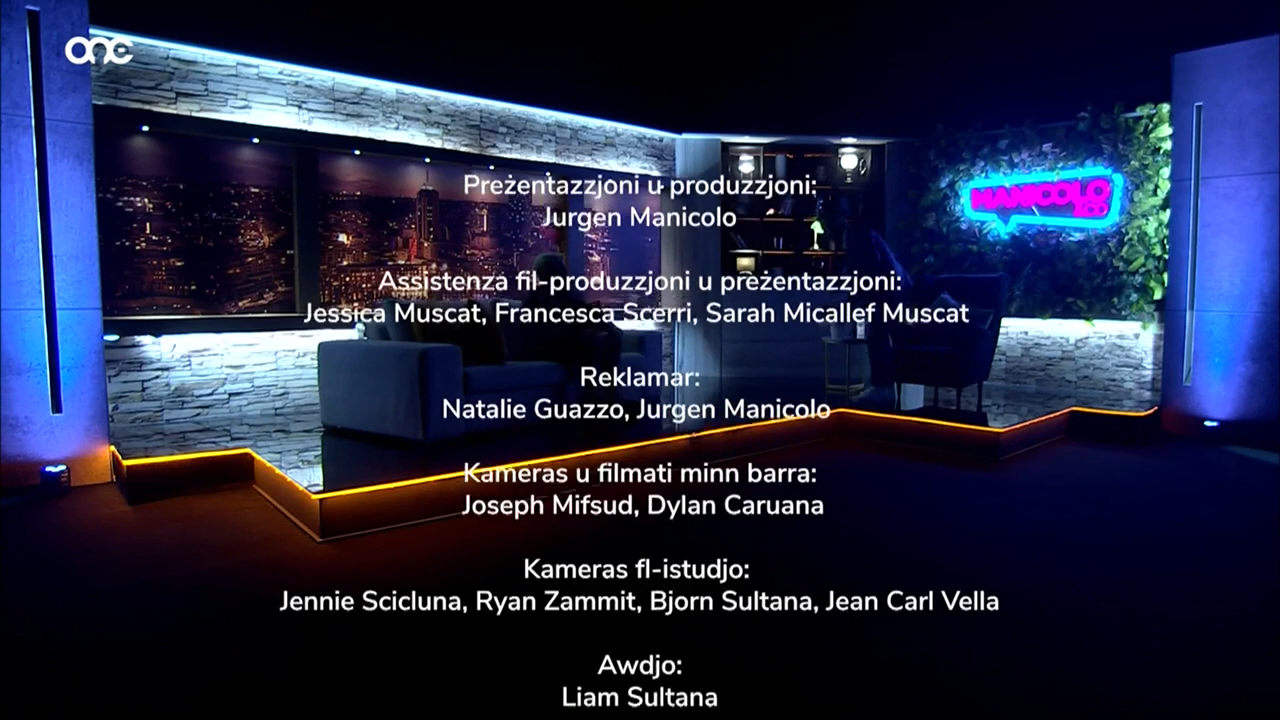 one
MANICOLO
100
Preżentazzjoni u produzzjoni:
Jurgen Manicolo
Assistenza fil-produzzjoni u preżentazzjoni:
Jessica Muscat, Francesca Scerri, Sarah Micallef Muscat
Reklamar:
Natalie Guazzo, Jurgen Manicolo
Kameras u filmati minn barra:
Joseph Mifsud, Dylan Caruana
Kameras fl-istudjo:
Jennie Scicluna, Ryan Zammit, Bjorn Sultana, Jean Carl Vella
Awdjo:
Liam Sultana